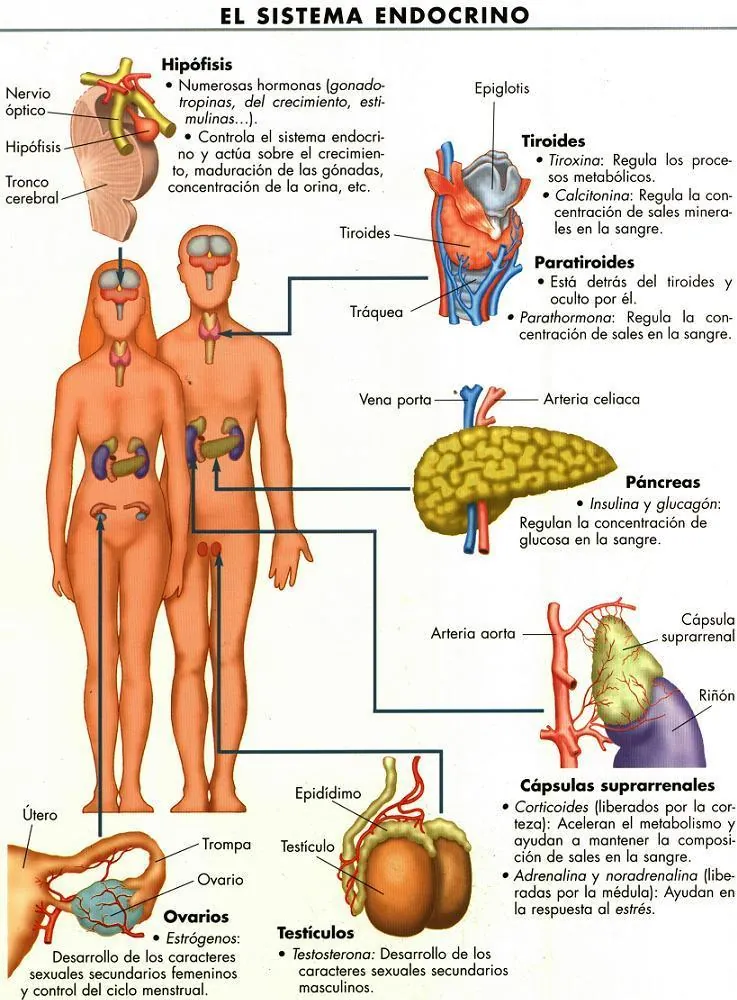 EL SISTEMA ENDOCRINO
Hipófisis
• Numerosas hormonas (gonado-
tropinas, del crecimiento, esti-
mulinas...).
• Controla el sistema endocri-
no y actúa sobre el crecimien-
to, maduración de las gónadas,
concentración de la orina, etc.
Nervio
óptico
Hipófisis
Tronco
cerebral
Epiglotis
Tiroides
Tráquea
Tiroides
• Tiroxina: Regula los proce-
sos metabólicos.
• Calcitonina: Regula la con-
centración de sales minera-
les en la sangre.
Paratiroides
• Está detrás del tiroides y
oculto por él.
• Parathormona: Regula la con-
centración de sales en la sangre.
Vena porta
Arteria celiaca
Páncreas
• Insulina y glucagón:
Regulan la concentración de
glucosa en la sangre.
Arteria aorta
Cápsula
suprarrenal
Riñón
Cápsulas suprarrenales
• Corticoides (liberados por la cor-
teza): Aceleran el metabolismo y
ayudan a mantener la composi-
ción de sales en la sangre.
• Adrenalina y noradrenalina (libe-
radas por la médula): Ayudan en
la respuesta al estrés.
Epidídimo
Testículo
Testículos
• Testosterona: Desarrollo de los
caracteres sexuales secundarios
masculinos.
Útero
Trompa
Ovario
Ovarios
• Estrógenos:
Desarrollo de los caracteres
sexuales secundarios femeninos
y control del ciclo menstrual.